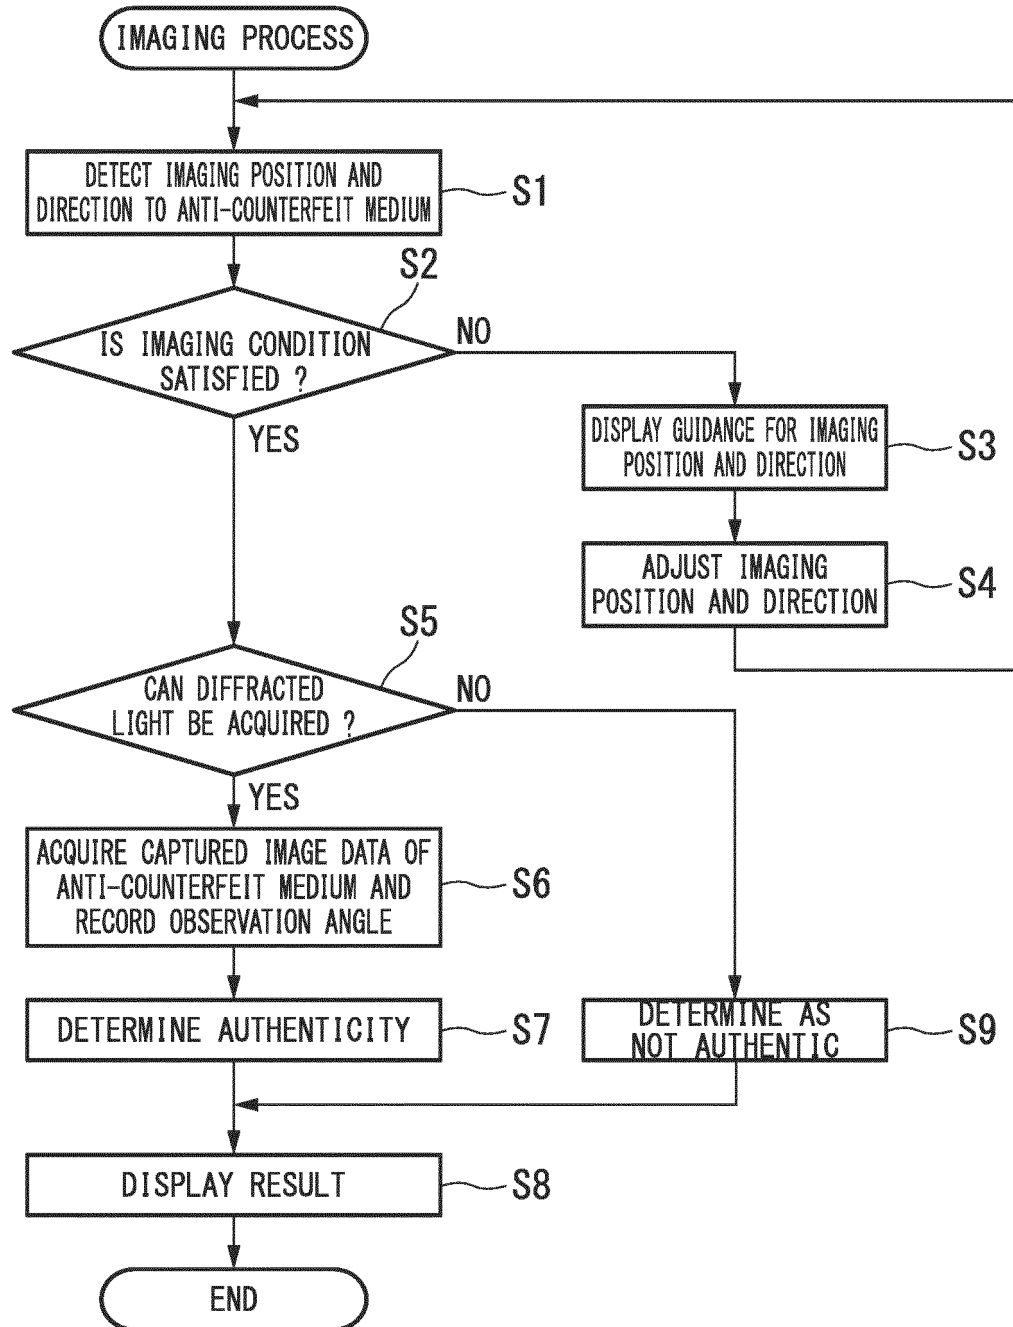 IMAGING PROCESS
DETECT IMAGING POSITION AND
DIRECTION TO ANTI-COUNTERFEIT MEDIUM
S1
S2
IS IMAGING CONDITION
SATISFIED ?
NO
YES
DISPLAY GUIDANCE FOR IMAGING
POSITION AND DIRECTION
S3
ADJUST IMAGING
POSITION AND DIRECTION
S4
S5
CAN DIFFRACTED
LIGHT BE ACQUIRED ?
NO
YES
ACQUIRE CAPTURED IMAGE DATA OF
ANTI-COUNTERFEIT MEDIUM AND
RECORD OBSERVATION ANGLE
S6
DETERMINE AUTHENTICITY
S7
DETERMINE AS
NOT AUTHENTIC
S9
DISPLAY RESULT
S8
END